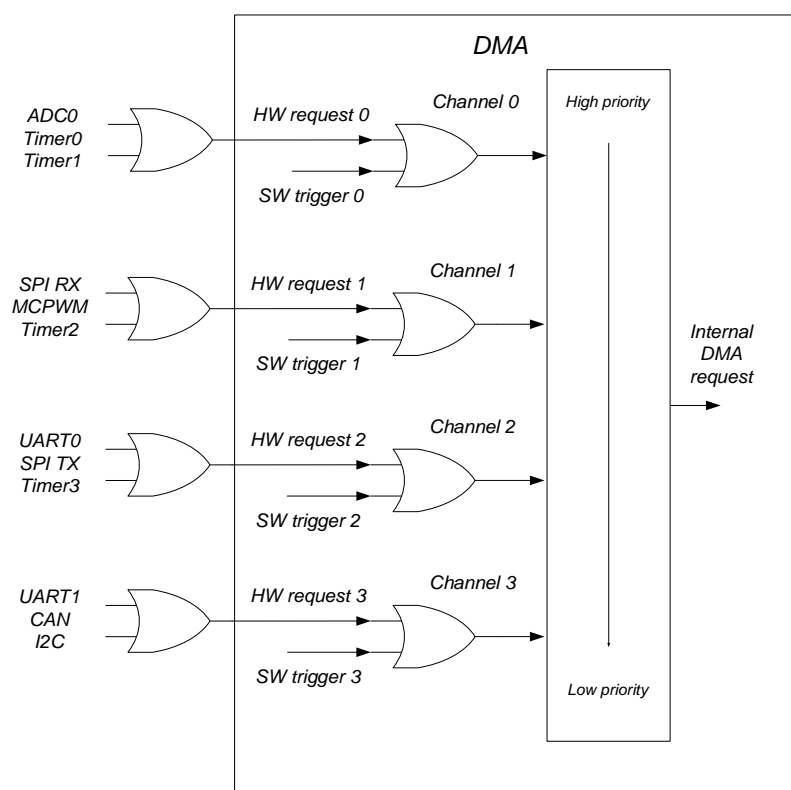 DMA
ADC0
Timer0
Timer1
HW request 0
SW trigger 0
Channel 0
High priority
SPI RX
MCPWM
Timer2
HW request 1
SW trigger 1
Channel 1
Internal
DMA
request
UART0
SPI TX
Timer3
HW request 2
SW trigger 2
Channel 2
UART1
CAN
I2C
HW request 3
SW trigger 3
Channel 3
Low priority